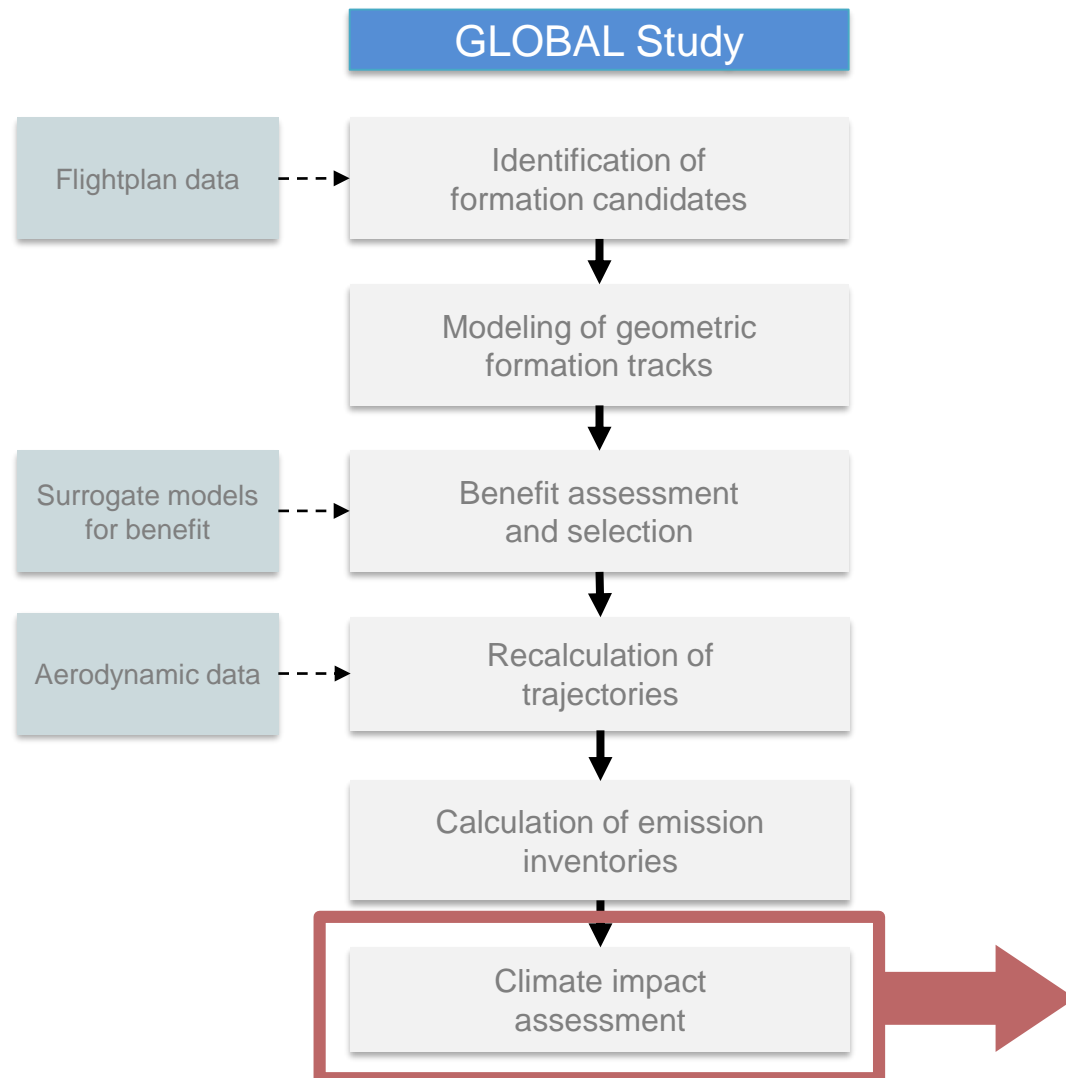 GLOBAL Study
Flightplan data
Identification of
formation candidates
Modeling of geometric
formation tracks
Surrogate models
for benefit
Benefit assessment
and selection
Aerodynamic data
Recalculation of
trajectories
Calculation of emission
inventories
Climate impact
assessment